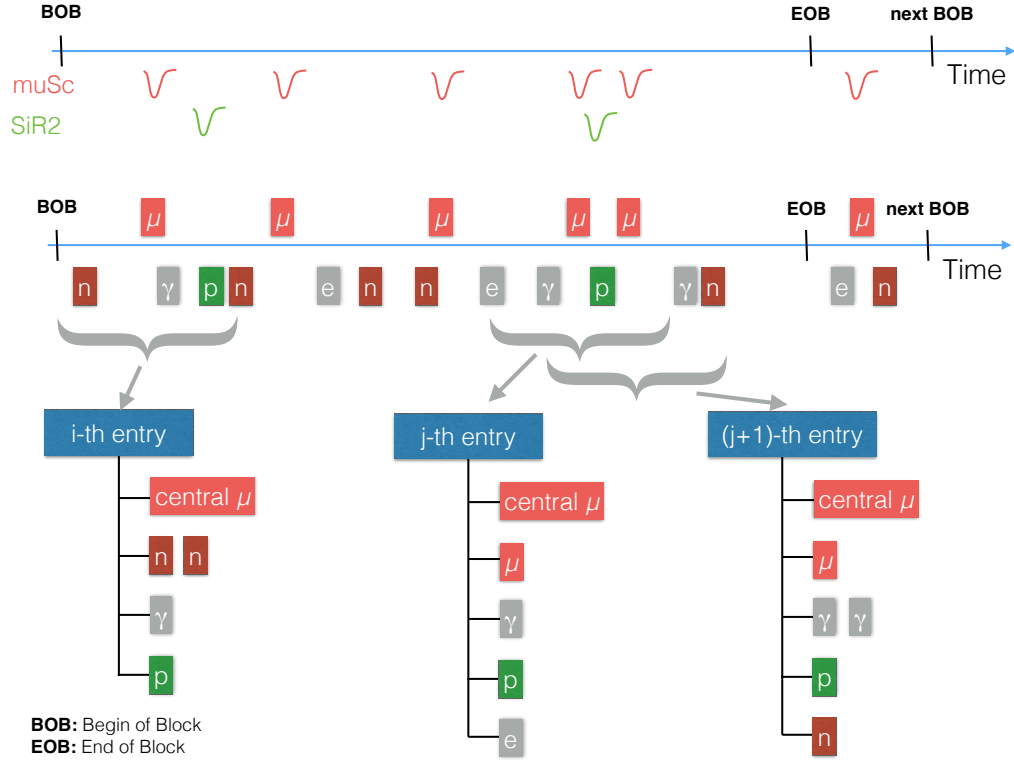 BOB EOB next BOB
muSc Time
SiR2
BOB μ μ μ μ μ EOB μ next BOB
Time
n γ p n e n n e γ p γ n e n
i-th entry j-th entry (j+1)-th entry
central μ central μ central μ
n n μ μ
γ γ γ γ
p p p
BOB: Begin of Block
EOB: End of Block e n